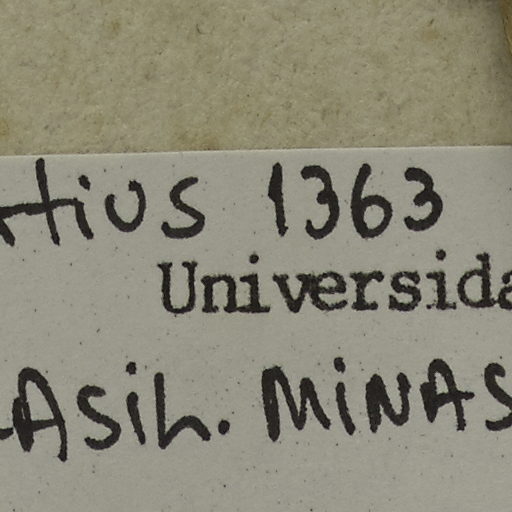 rtius 1363
Universida
Asil. MiNAS